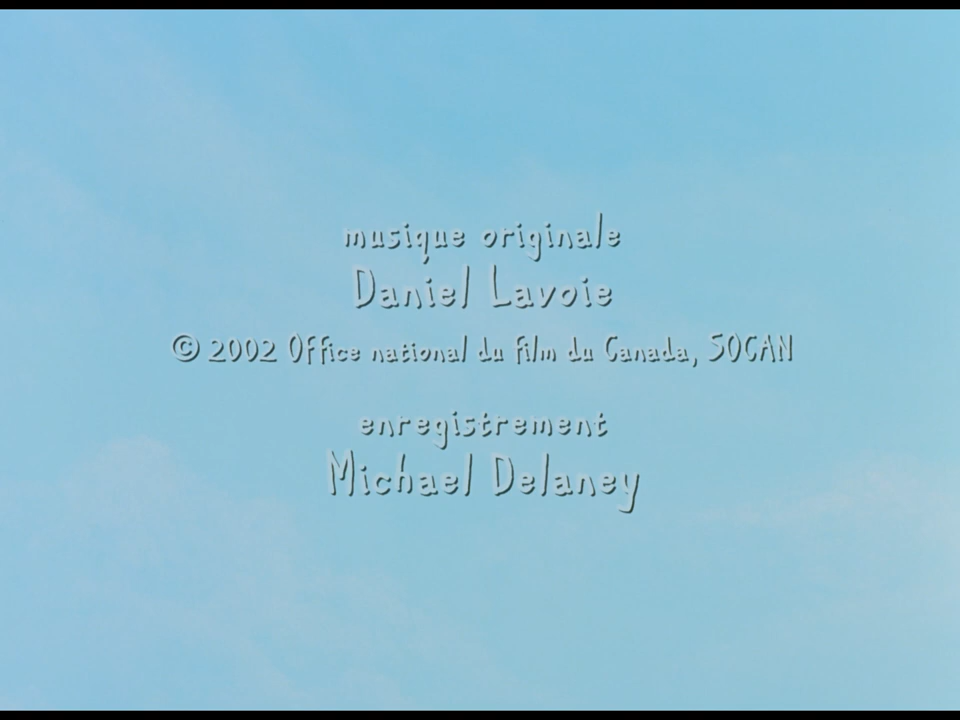 musique originale
Daniel Lavoie
© 2002 Office national du film du Canada, SOCAN
enregistrement
Michael Delaney